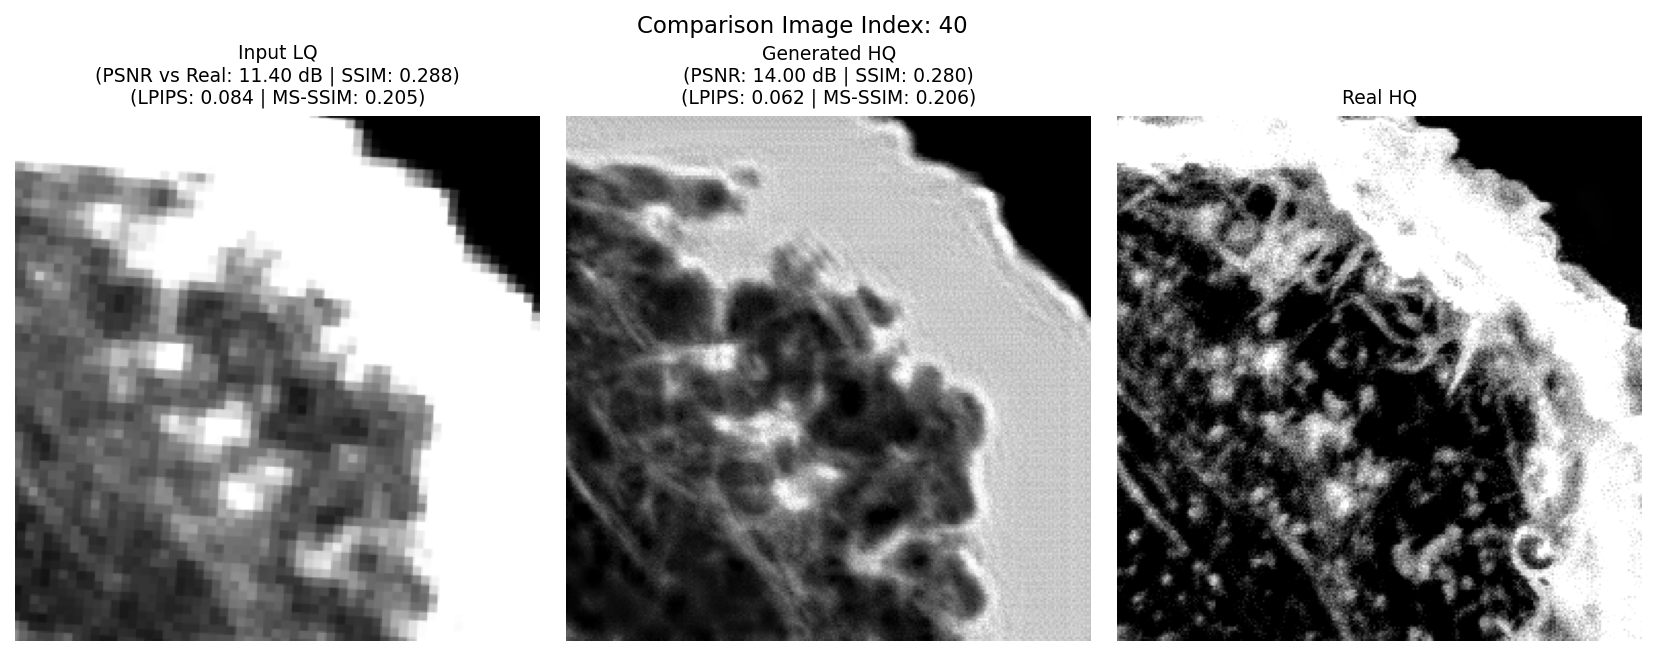 Comparison Image Index: 40
Input LQ
(PSNR vs Real: 11.40 dB | SSIM: 0.288)
(LPIPS: 0.084 | MS-SSIM: 0.205)
Generated HQ
(PSNR: 14.00 dB | SSIM: 0.280)
(LPIPS: 0.062 | MS-SSIM: 0.206)
Real HQ